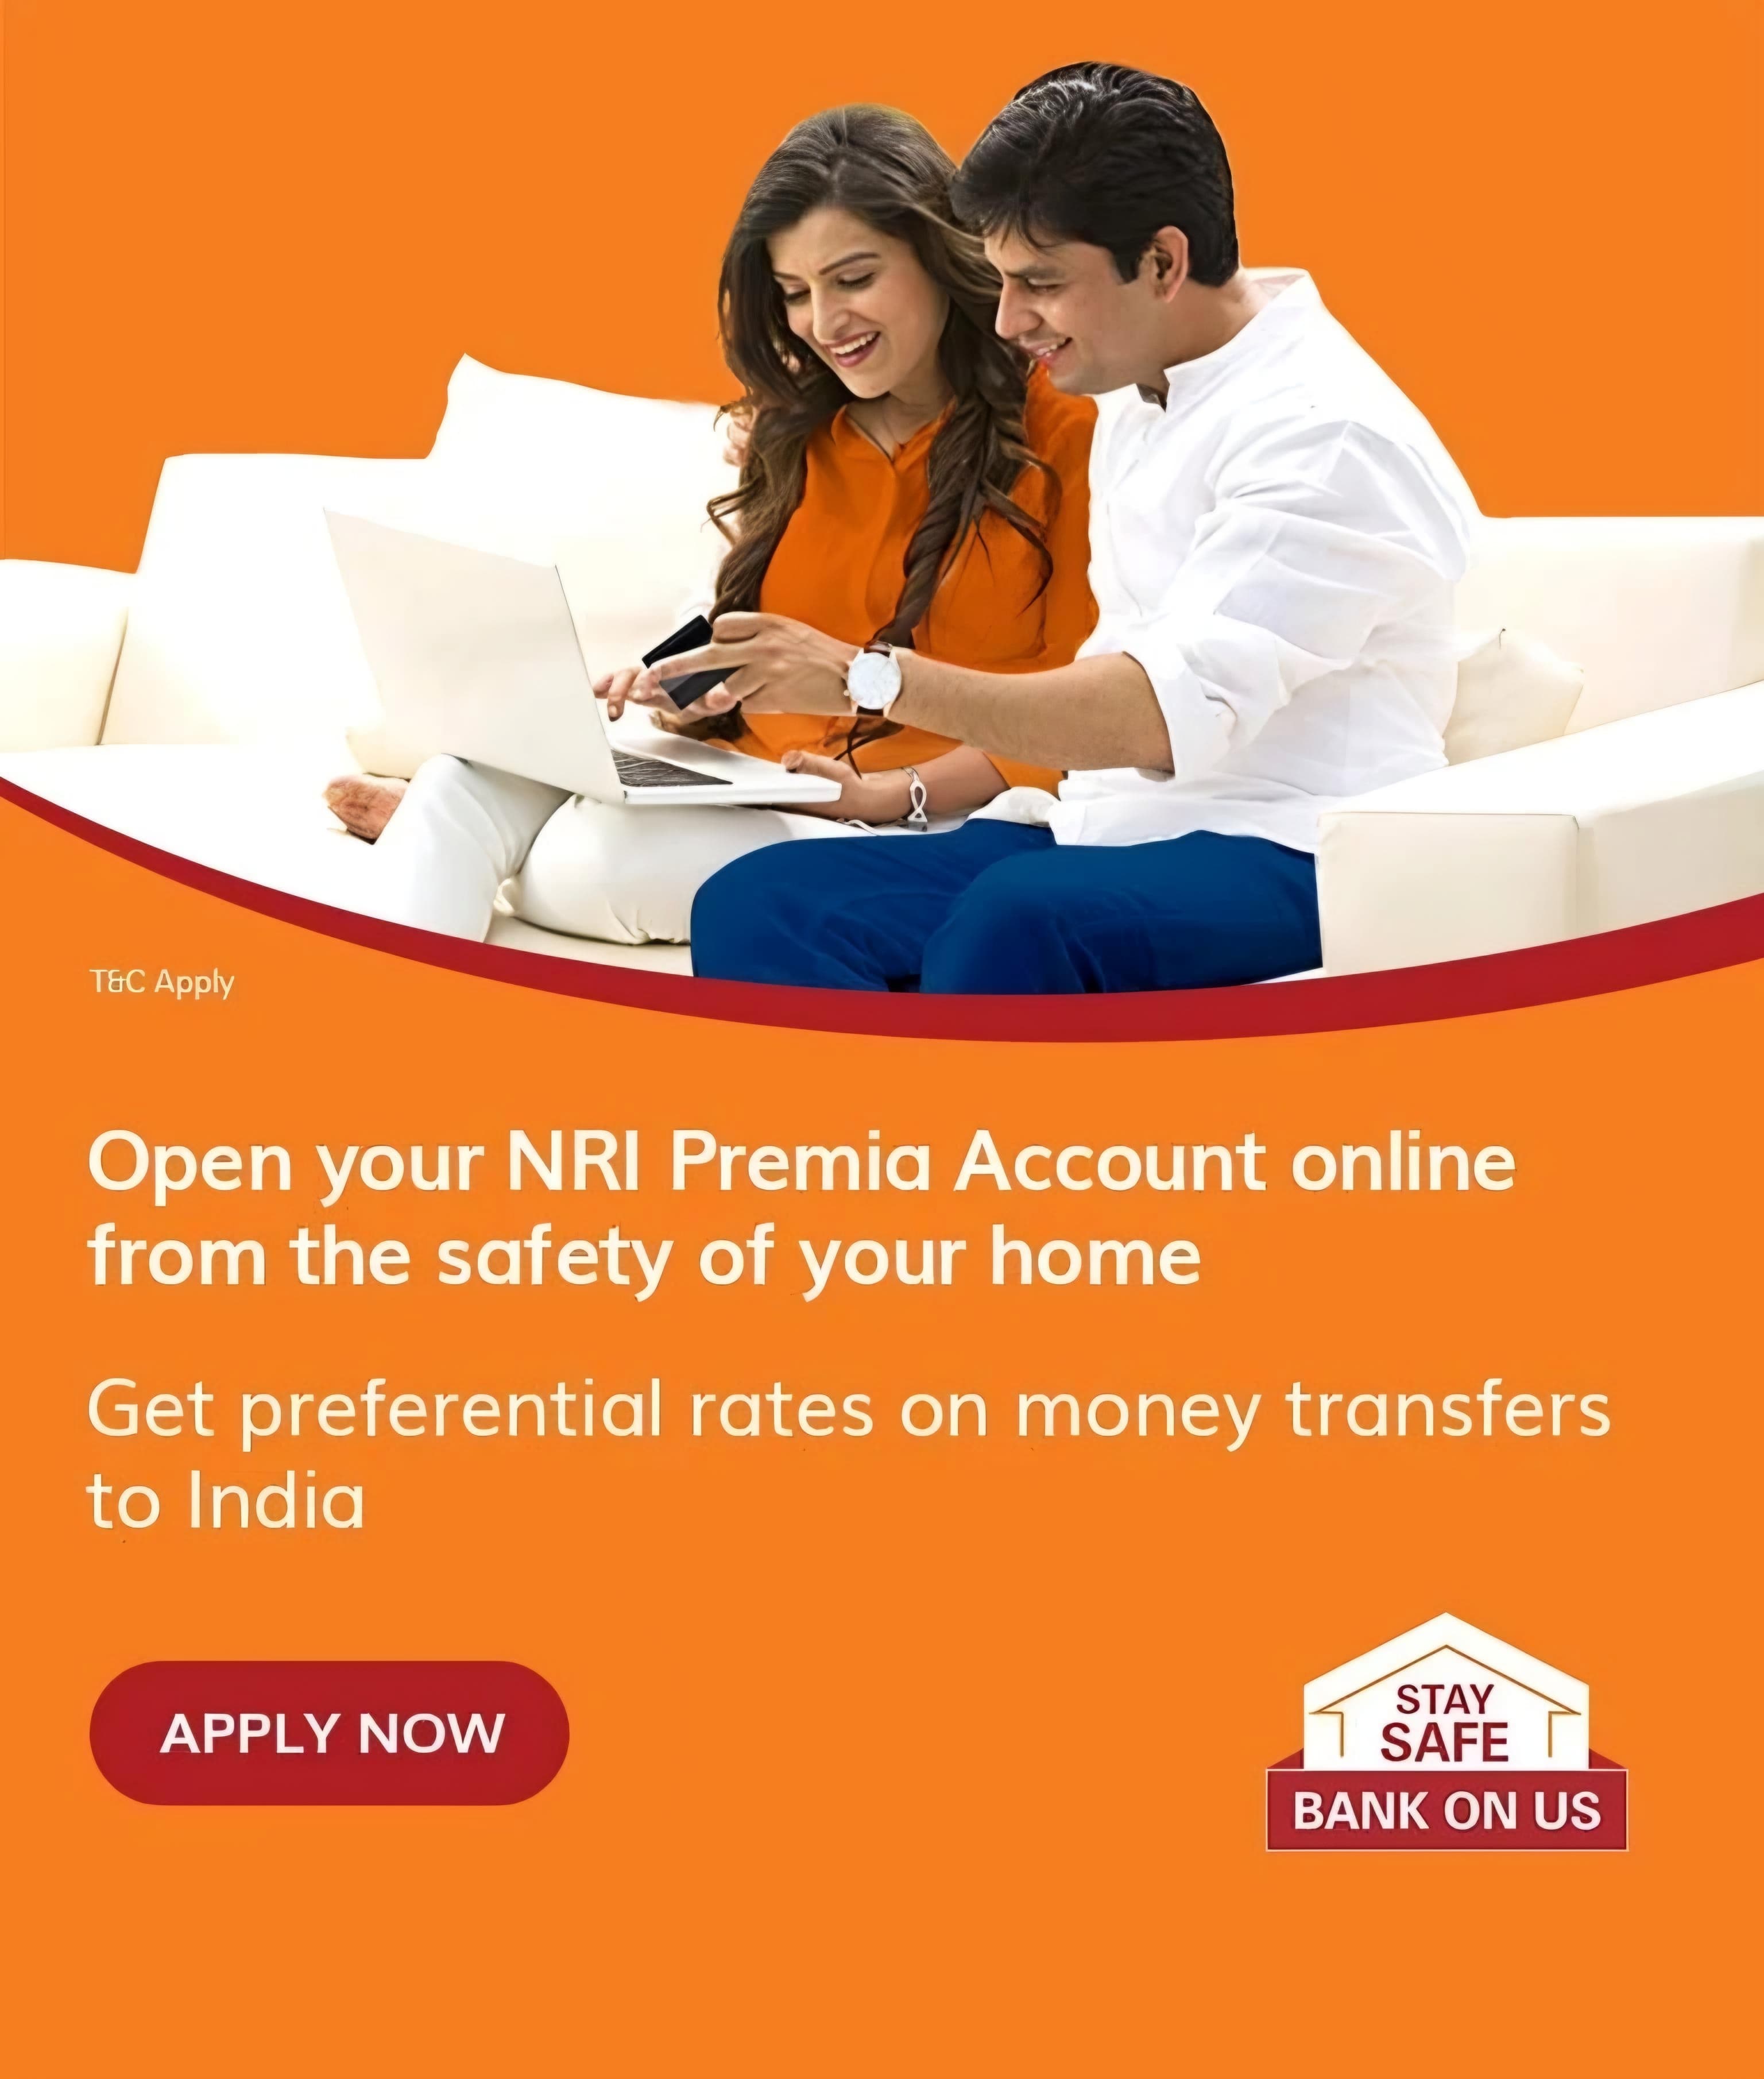 T&C Apply
Open your NRI Premia Account online
from the safety of your home
Get preferential rates on money transfers
to India
APPLY NOW
STAY
SAFE
BANK ON US